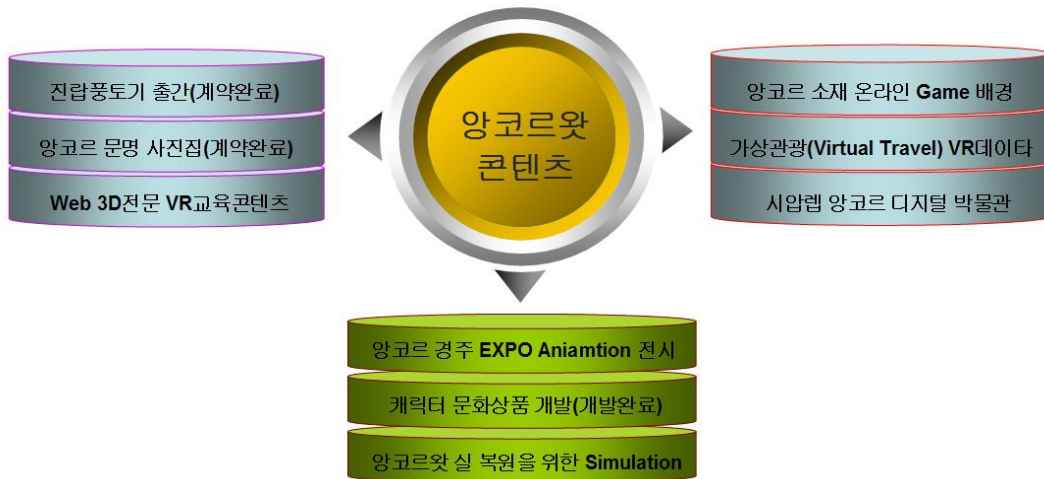 앙코르왓
콘텐츠
진랍풍토기 출간(계약완료)
앙코르 문명 사진집(계약완료)
Web 3D전문 VR교육콘텐츠
앙코르 소재 온라인 Game 배경
가상관광(Virtual Travel) VR데이타
시압렙 앙코르 디지털 박물관
앙코르 경주 EXPO Aniamtion 전시
캐릭터 문화상품 개발(개발완료)
앙코르왓 실 복원을 위한 Simulation